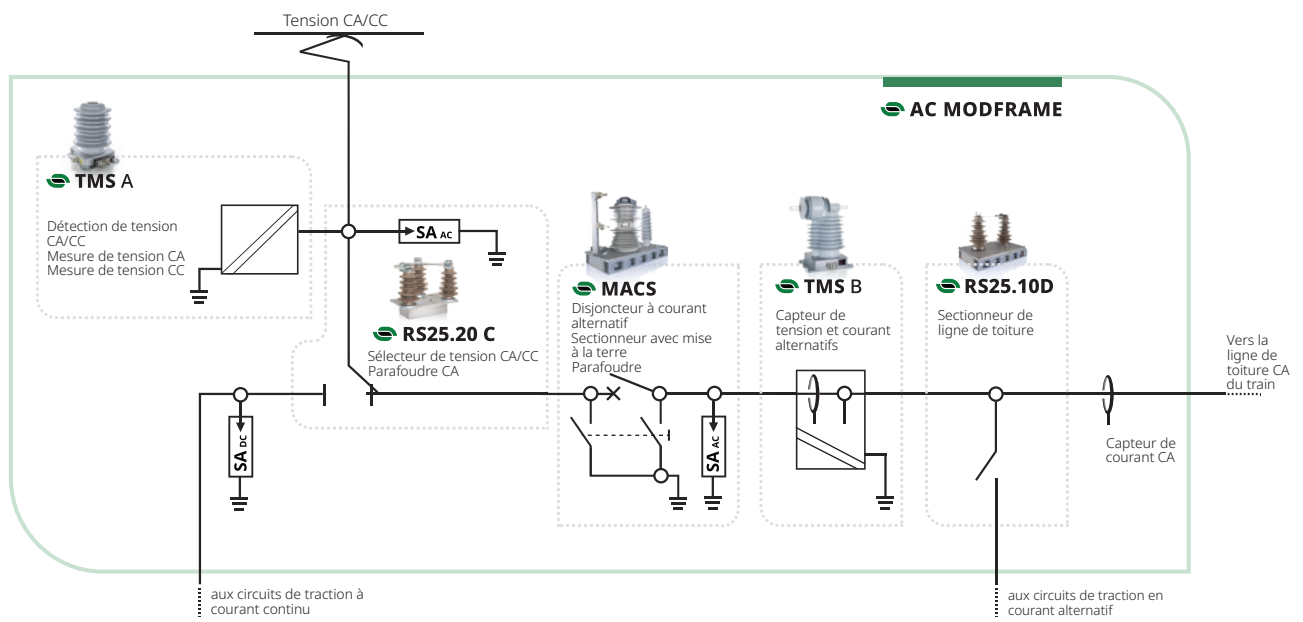 Tension CA/CC
AC MODFRAME
TMS A
Détection de tension
CA/CC
Mesure de tension CA
Mesure de tension CC
SA AC
RS25.20 C
Sélecteur de tension CA/CC
Parafoudre CA
MACS
Disjoncteur à courant
alternatif
Sectionneur avec mise
à la terre
Parafoudre
TMS B
Capteur de
tension et courant
alternatifs
RS25.10D
Sectionneur de
ligne de toiture
Vers la
ligne de
toiture CA
du train
SA DC
SA AC
Capteur de
courant CA
aux circuits de traction à
courant continu
aux circuits de traction en
courant alternatif